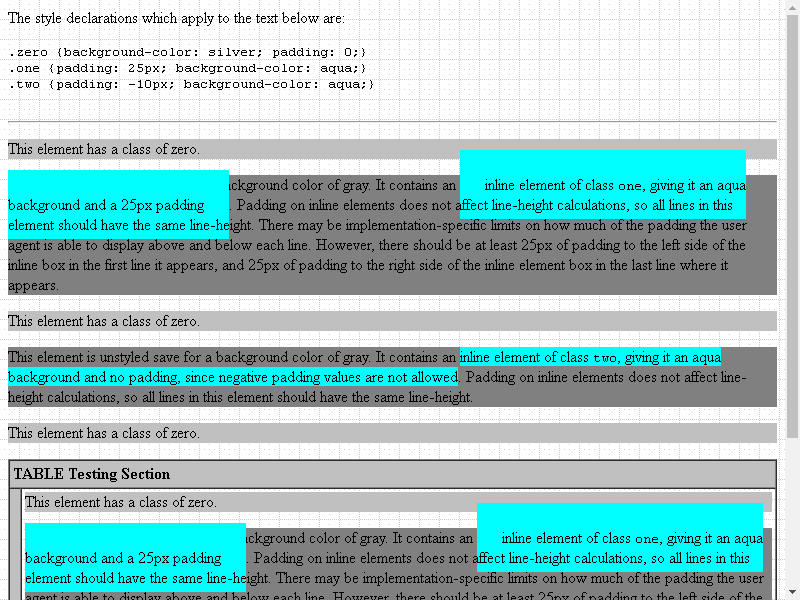 The style declarations which apply to the text below are:
.zero {background-color: silver; padding: 0;}
.one {padding: 25px; background-color: aqua;}
.two {padding: -10px; background-color: aqua;}
This element has a class of zero.
ckground color of gray. It contains an inline element of class one, giving it an aqua
background and a 25px padding. Padding on inline elements does not affect line-height calculations, so all lines in this
element should have the same line-height. There may be implementation-specific limits on how much of the padding the user
agent is able to display above and below each line. However, there should be at least 25px of padding to the left side of the
inline box in the first line it appears, and 25px of padding to the right side of the inline element box in the last line where it
appears.
This element has a class of zero.
This element is unstyled save for a background color of gray. It contains an inline element of class two, giving it an aqua
background and no padding, since negative padding values are not allowed. Padding on inline elements does not affect line-
height calculations, so all lines in this element should have the same line-height.
This element has a class of zero.
TABLE Testing Section
This element has a class of zero.
ckground color of gray. It contains an inline element of class one, giving it an aqua
background and a 25px padding. Padding on inline elements does not affect line-height calculations, so all lines in this
element should have the same line-height. There may be implementation-specific limits on how much of the padding the user
agent is able to display above and below each line. However, there should be at least 25px of padding to the left side of the